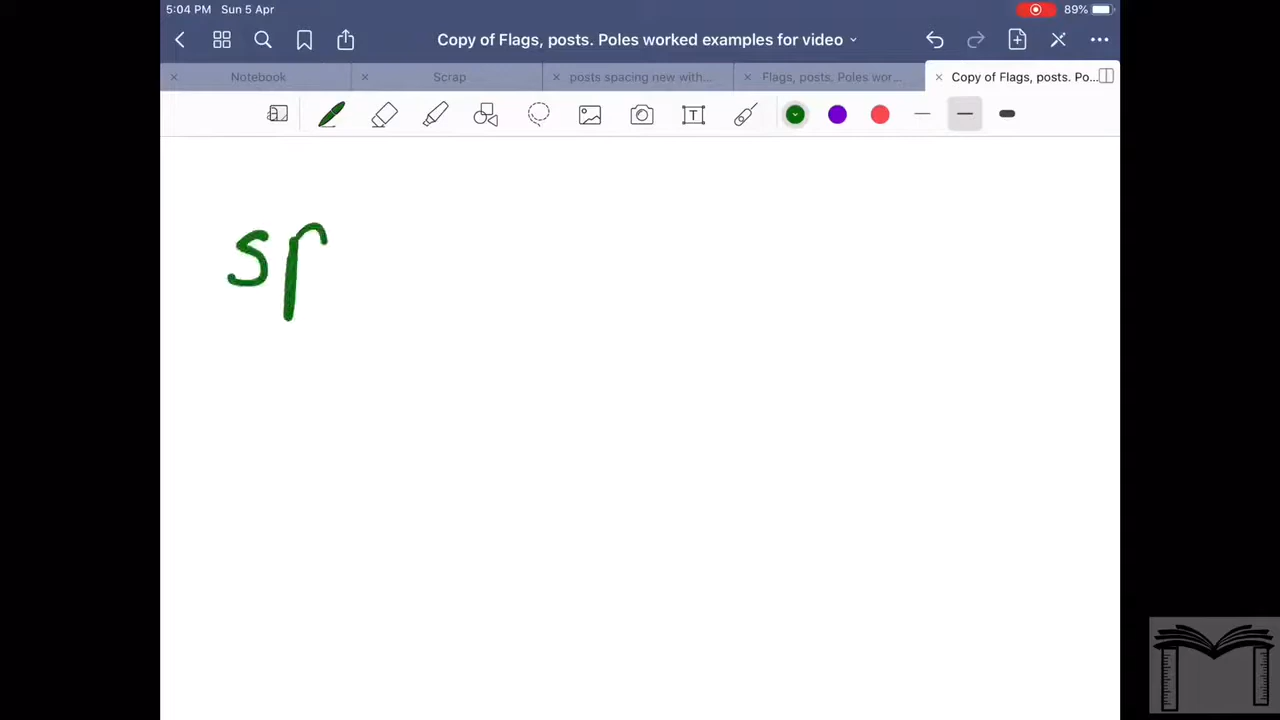 5:04 PM Sun 5 Apr 89%
Copy of Flags, posts. Poles worked examples for video
Notebook Scrap posts spacing new with... Flags, posts. Poles wor... Copy of Flags, posts. Po...
T
sp